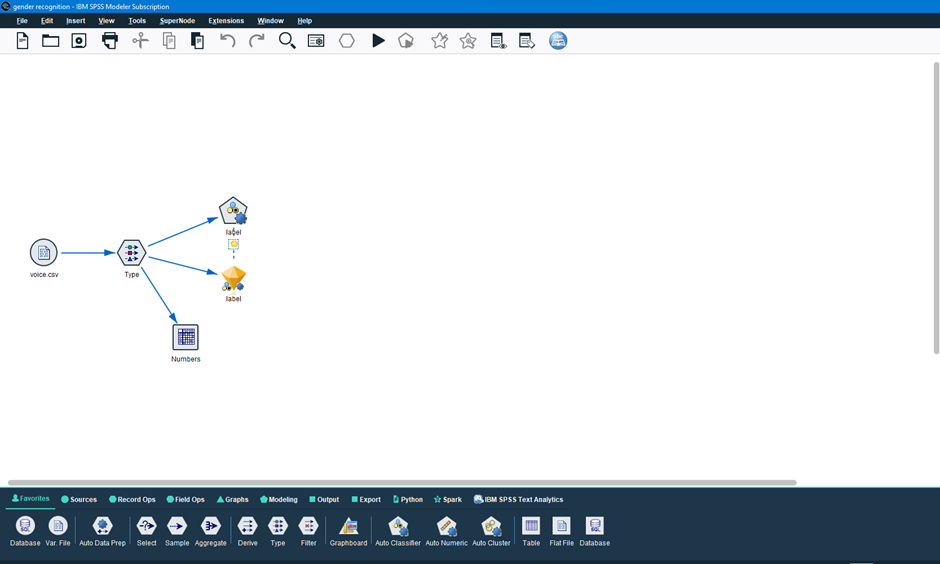 gender recognition - IBM SPSS Modeler Subscription
File Edit Insert View Tools SuperNode Extensions Window Help
label
voice.csv Type
label
Numbers
Favorites Sources Record Ops Field Ops Graphs Modeling Output Export Python Spark IBM SPSS Text Analytics
Database Var. File Auto Data Prep Select Sample Aggregate Derive Type Filter Graphboard Auto Classifier Auto Numeric Auto Cluster Table Flat File Database